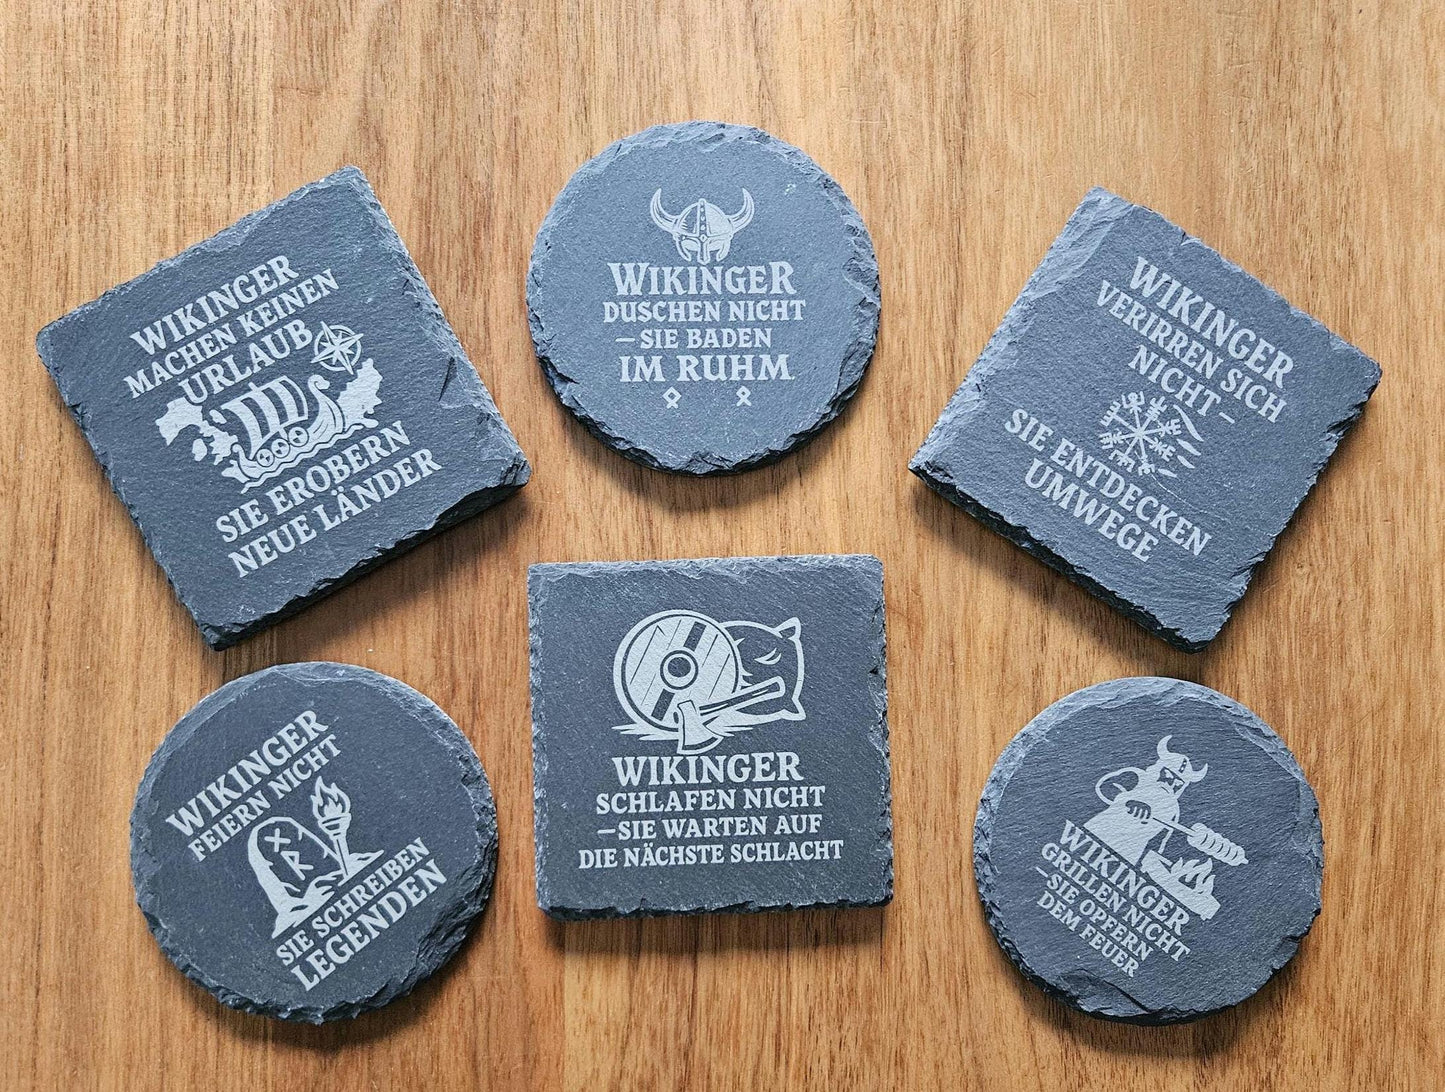 WIKINGER
MACHEN KEINEN
URLAUB
SIE EROBERN
NEUE LÄNDER
WIKINGER
DUSCHEN NICHT
– SIE BADEN
IM RUHM
WIKINGER
VERIRREN SICH
NICHT –
SIE ENTDECKEN
UMWEGE
WIKINGER
FEIERN NICHT
SIE SCHREIBEN
LEGENDEN
WIKINGER
SCHLAFEN NICHT
– SIE WARTEN AUF
DIE NÄCHSTE SCHLACHT
WIKINGER
GRILLEN NICHT
– SIE OPFERN
DEM FEUER